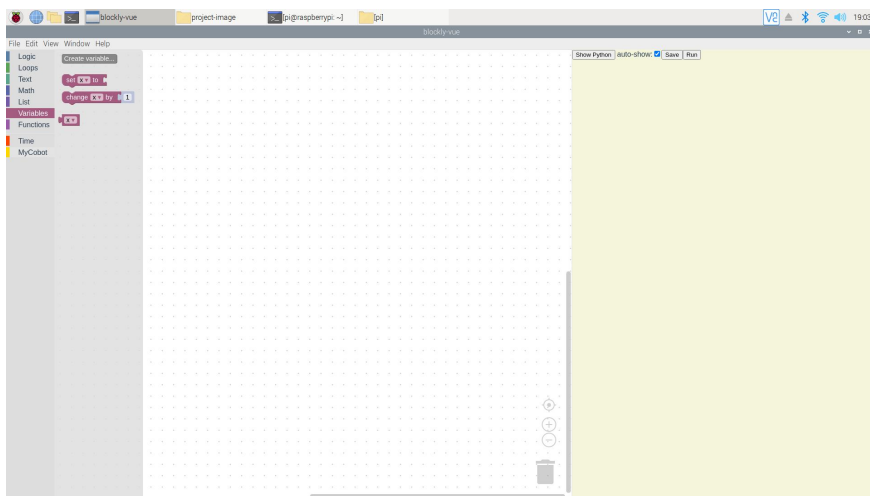 blockly-vue
project-image
[pi@raspberrypi: ~]
[pi]
V2
19:03
blockly-vue
File Edit View Window Help
Logic
Loops
Text
Math
List
Variables
Functions
Time
MyCobot
Create variable...
set x to
change x by 1
x
Show Python auto-show: Save Run